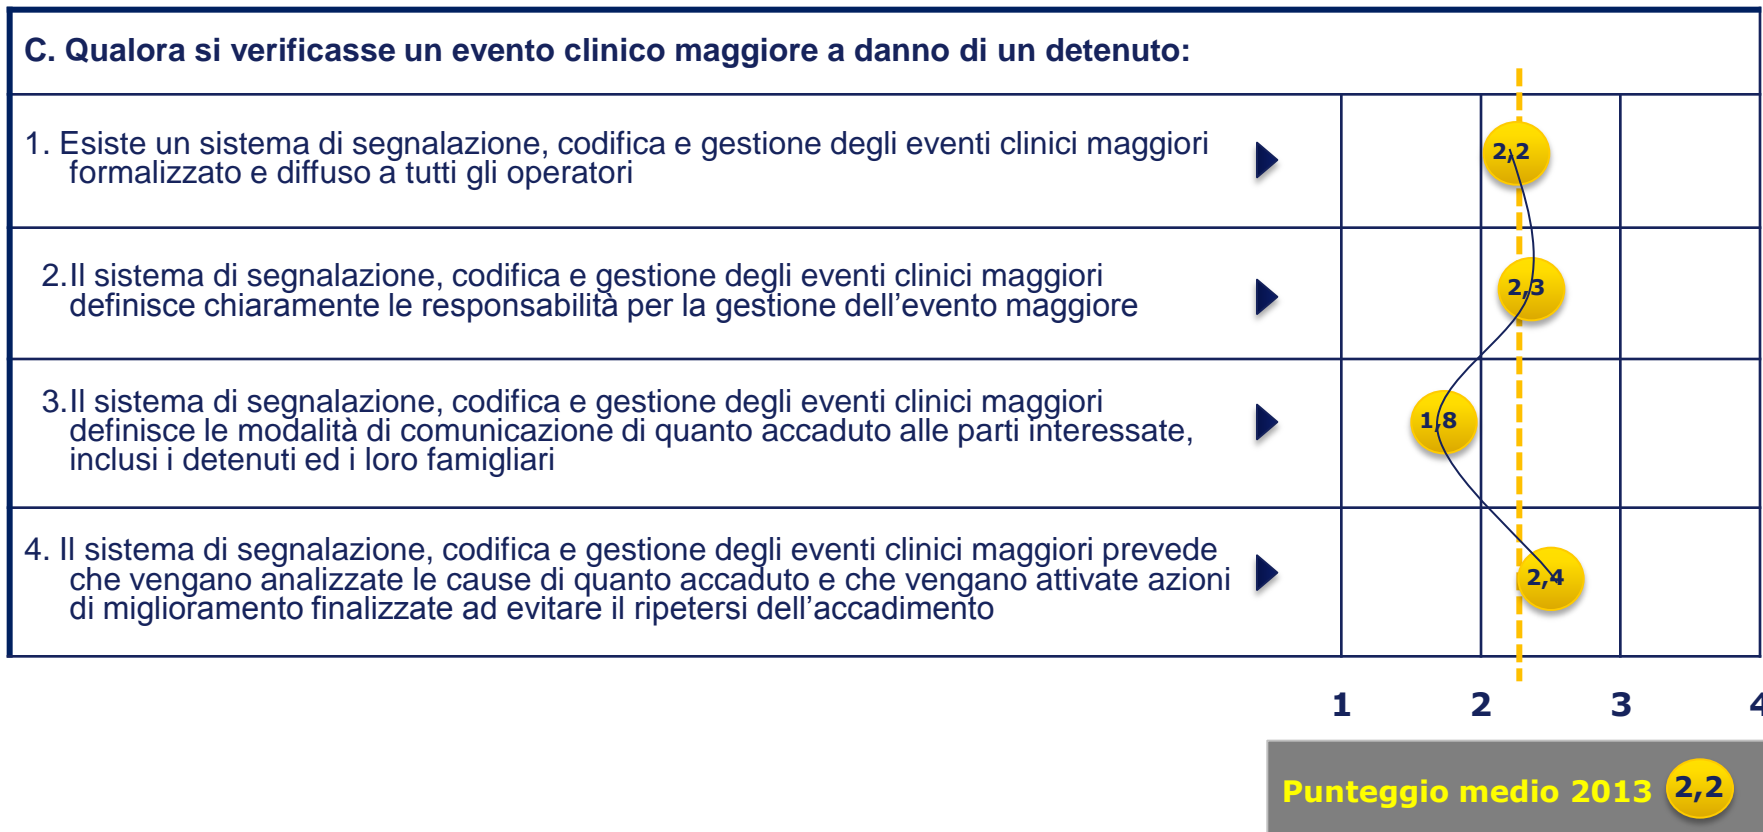 C. Qualora si verificasse un evento clinico maggiore a danno di un detenuto:
1. Esiste un sistema di segnalazione, codifica e gestione degli eventi clinici maggiori
formalizzato e diffuso a tutti gli operatori
2,2
2.Il sistema di segnalazione, codifica e gestione degli eventi clinici maggiori
definisce chiaramente le responsabilità per la gestione dell’evento maggiore
2,3
3.Il sistema di segnalazione, codifica e gestione degli eventi clinici maggiori
definisce le modalità di comunicazione di quanto accaduto alle parti interessate,
inclusi i detenuti ed i loro famigliari
1,8
4. Il sistema di segnalazione, codifica e gestione degli eventi clinici maggiori prevede
che vengano analizzate le cause di quanto accaduto e che vengano attivate azioni
di miglioramento finalizzate ad evitare il ripetersi dell’accadimento
2,4
1 2 3 4
Punteggio medio 2013 2,2